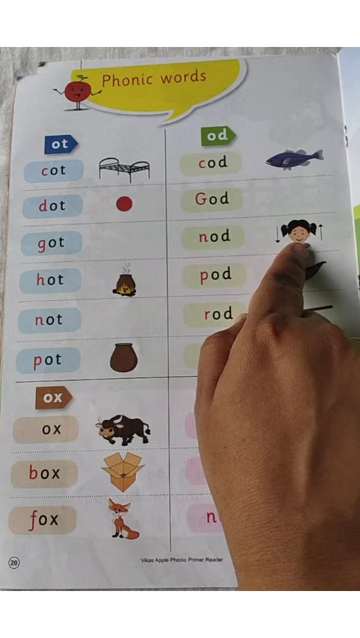 Phonic words
ot
cot
dot
got
hot
not
pot
ox
ox
box
fox
od
cod
God
nod
pod
rod
n
20
Vikas Apple Phonic Primer Reader